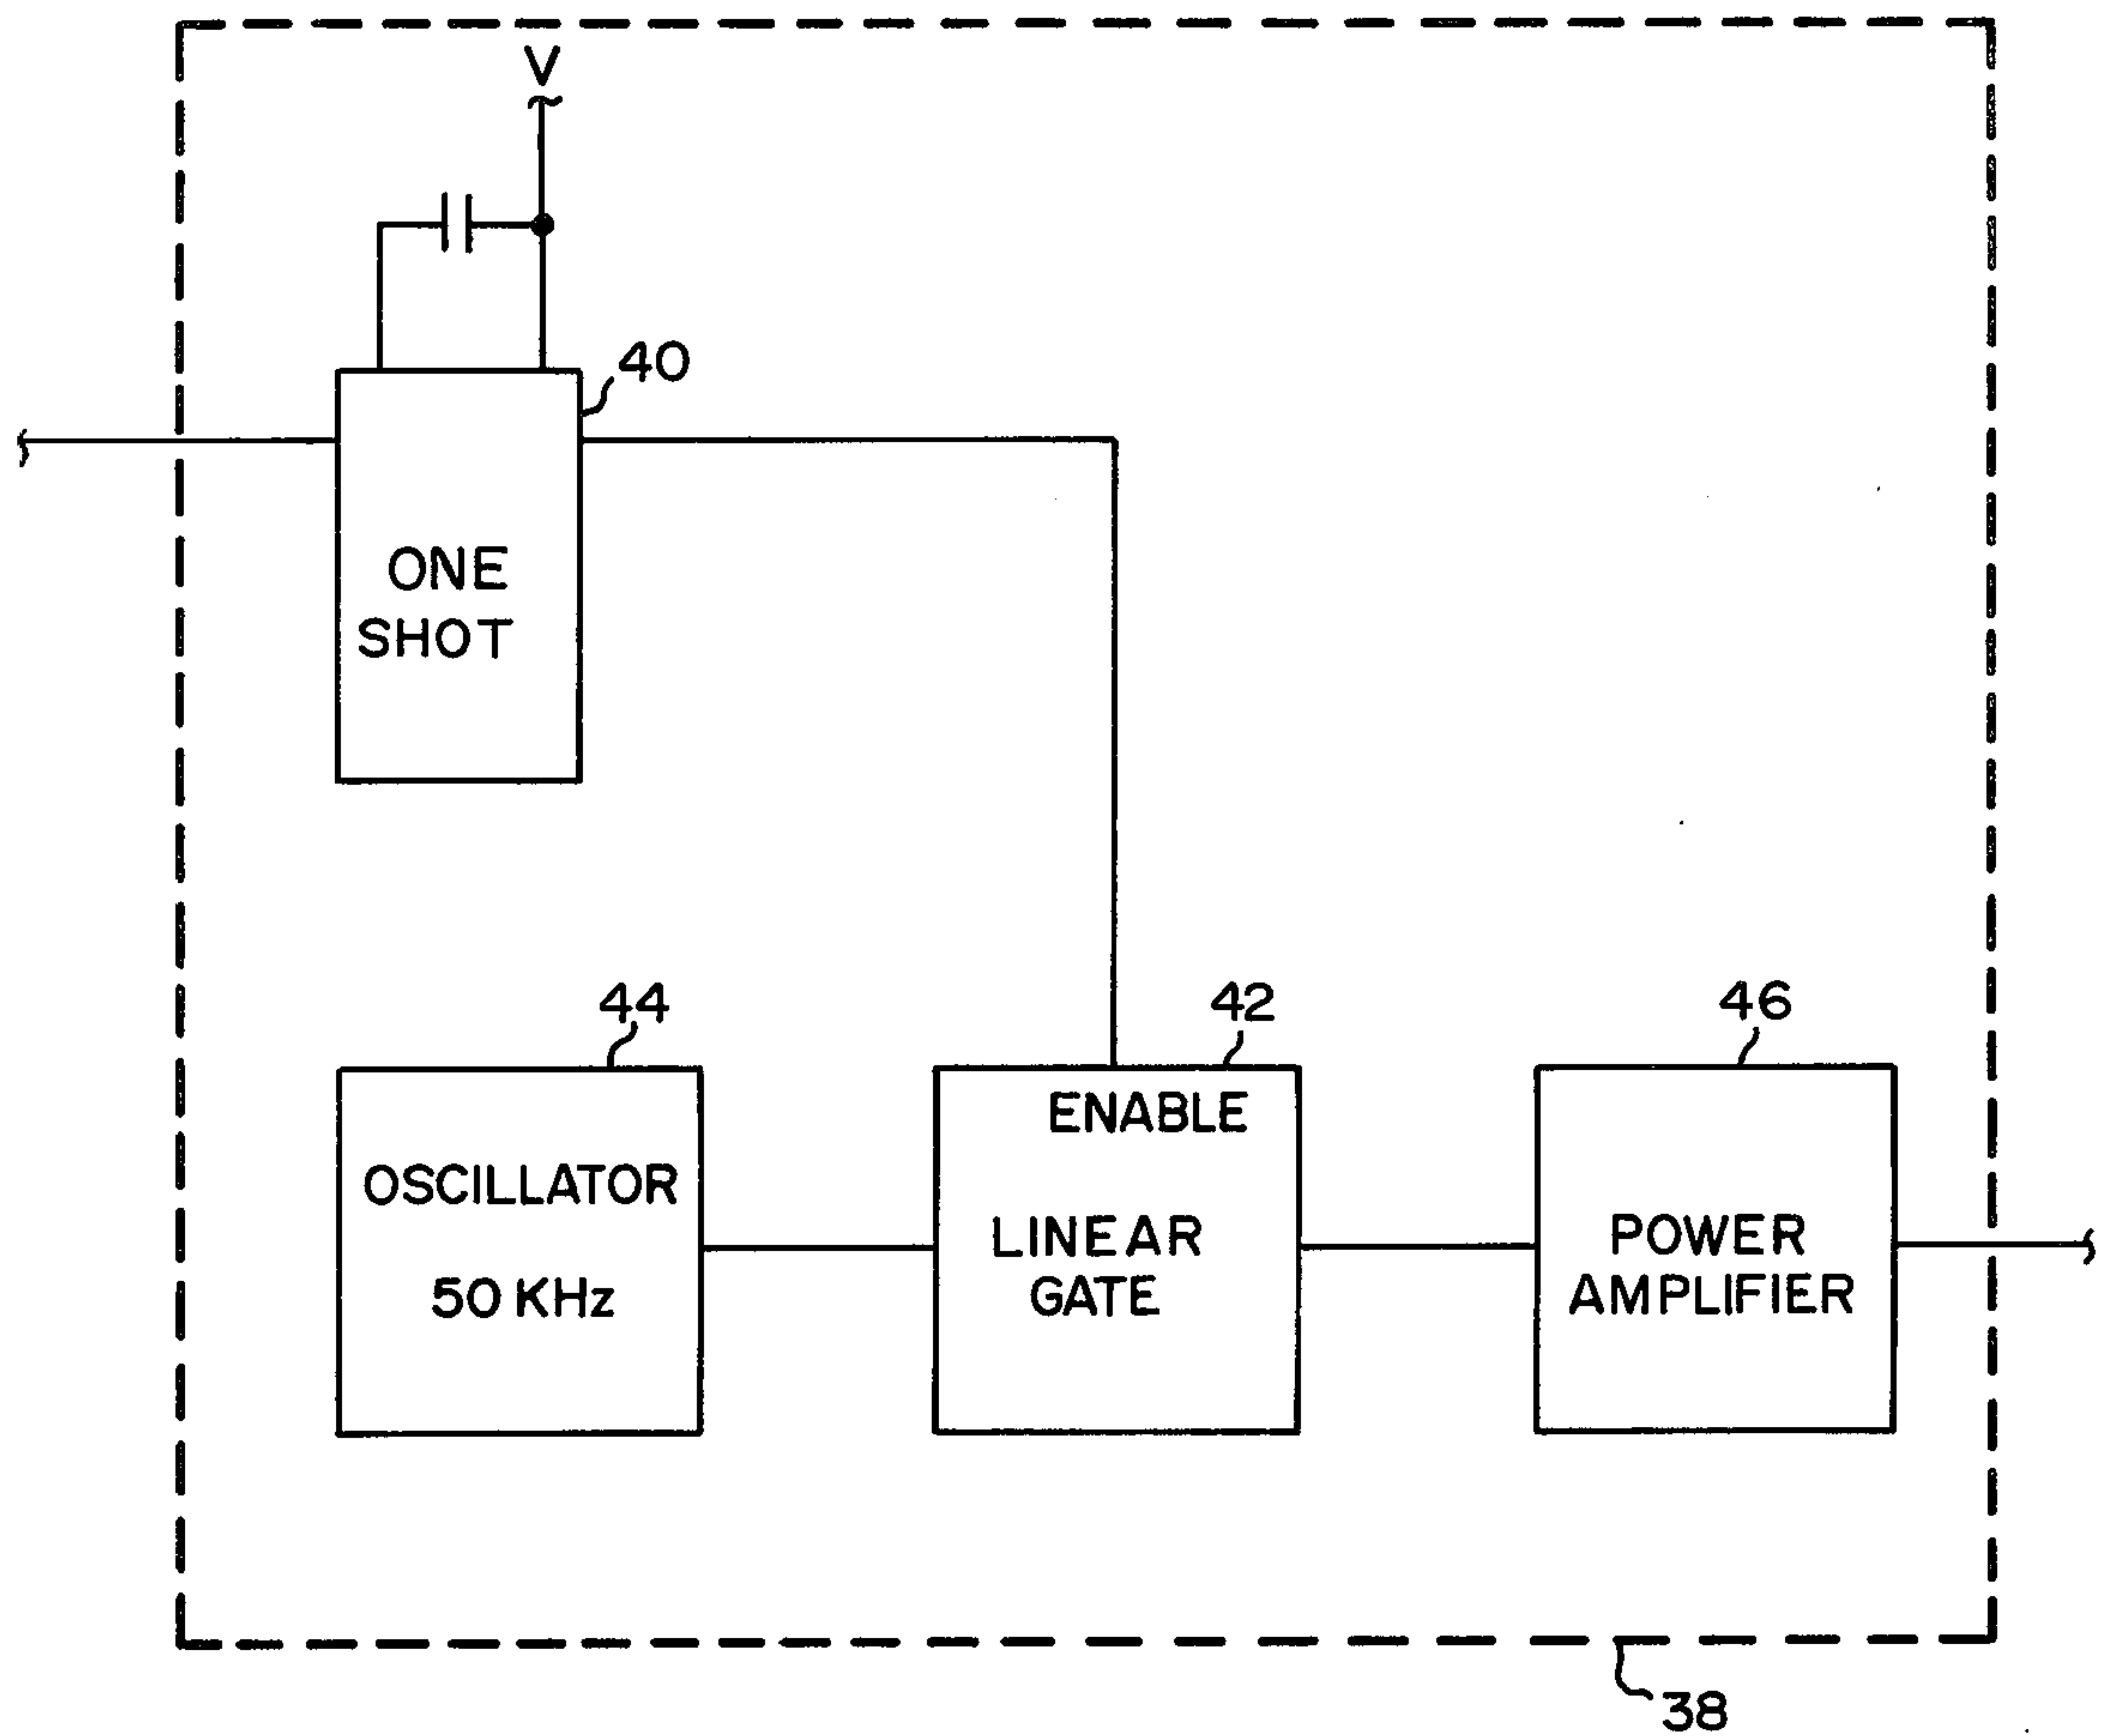 V
40
ONE
SHOT
44
42
46
ENABLE
OSCILLATOR
50 KHz
LINEAR
GATE
POWER
AMPLIFIER
38